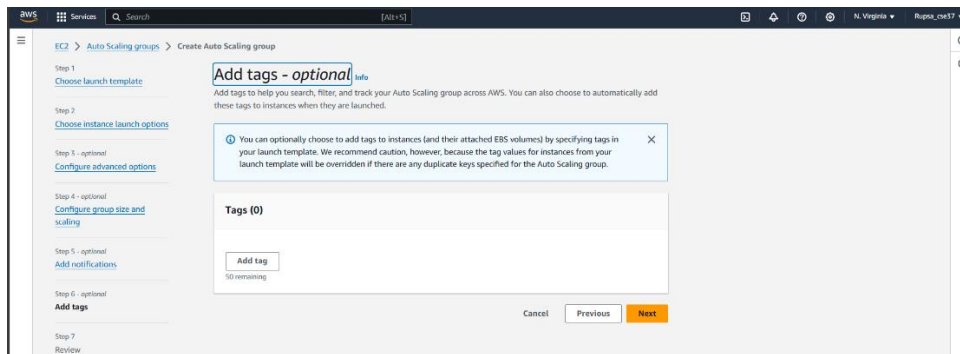 aws Services Search [Alt+S] N. Virginia Rupsa_cse37
EC2 > Auto Scaling groups > Create Auto Scaling group
Step 1
Choose launch template
Step 2
Choose instance launch options
Step 3 - optional
Configure advanced options
Step 4 - optional
Configure group size and
scaling
Step 5 - optional
Add notifications
Step 6 - optional
Add tags
Step 7
Review
Add tags - optional Info
Add tags to help you search, filter, and track your Auto Scaling group across AWS. You can also choose to automatically add
these tags to instances when they are launched.
You can optionally choose to add tags to instances (and their attached EBS volumes) by specifying tags in
your launch template. We recommend caution, however, because the tag values for instances from your
launch template will be overridden if there are any duplicate keys specified for the Auto Scaling group.
Tags (0)
Add tag
50 remaining
Cancel Previous Next